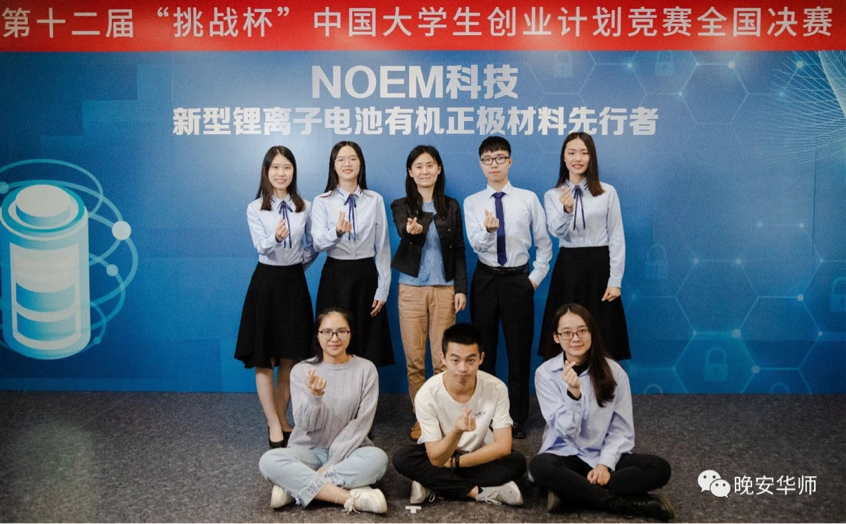 第十二届“挑战杯”中国大学生创业计划竞赛全国决赛
NOEM科技
新型锂离子电池有机正极材料先行者
晚安华师